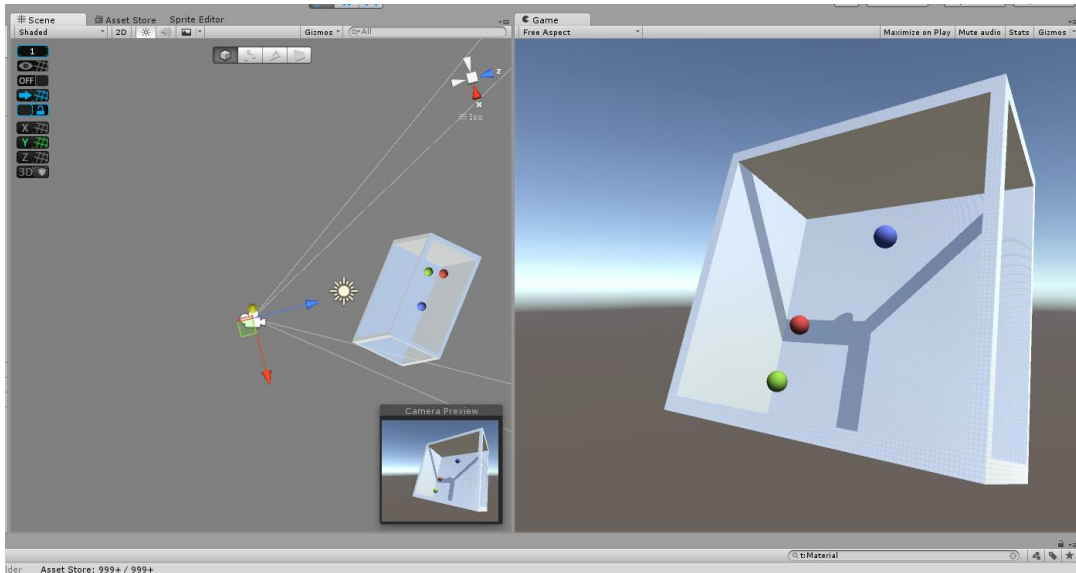 Scene Asset Store Sprite Editor
Shaded 2D Gizmos All
1
OFF
X
Y
Z
3D
z
x
Iso
Camera Preview
Game
Free Aspect Maximize on Play Mute audio Stats Gizmos
t:Material
lder Asset Store: 999+ / 999+